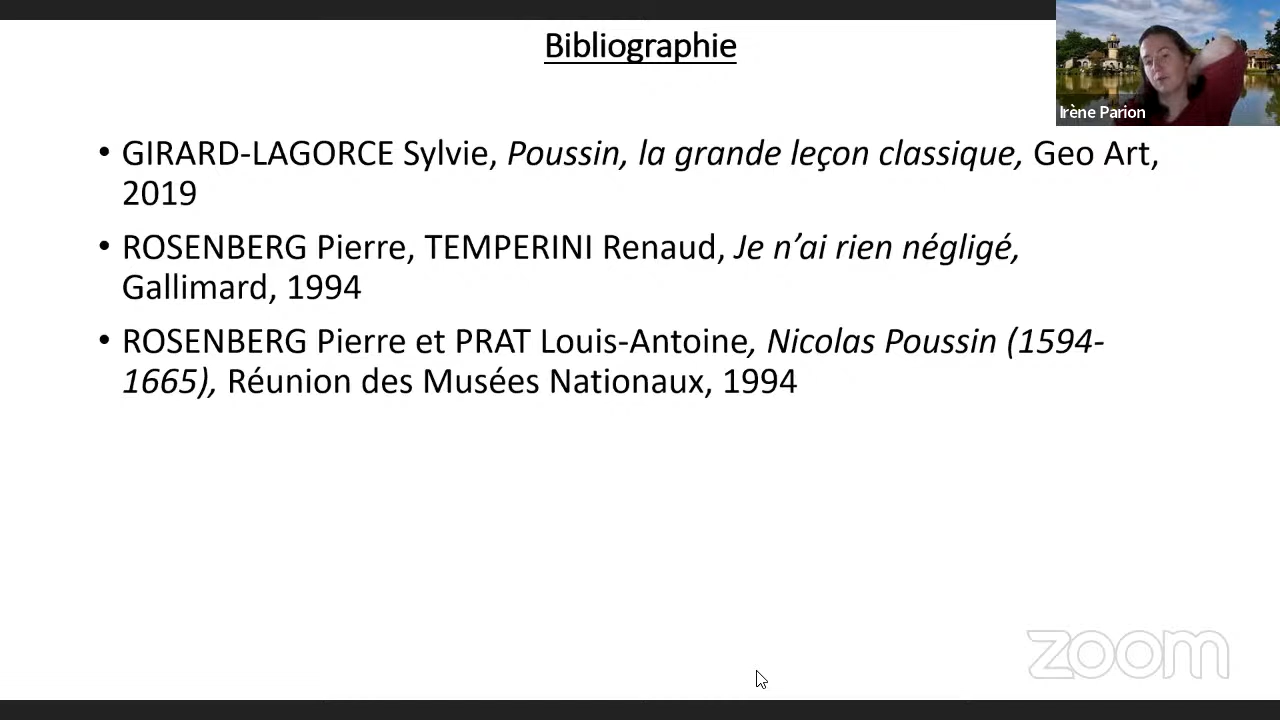 Bibliographie
Irène Parion
• GIRARD-LAGORCE Sylvie, Poussin, la grande leçon classique, Geo Art,
2019
• ROSENBERG Pierre, TEMPERINI Renaud, Je n’ai rien négligé,
Gallimard, 1994
• ROSENBERG Pierre et PRAT Louis-Antoine, Nicolas Poussin (1594-
1665), Réunion des Musées Nationaux, 1994
zoom